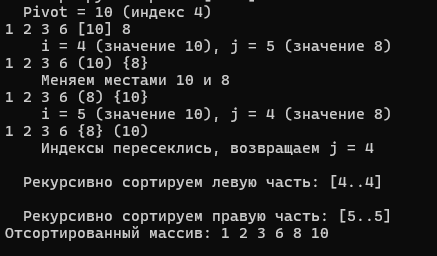 Pivot = 10 (индекс 4)
1 2 3 6 [10] 8
i = 4 (значение 10), j = 5 (значение 8)
1 2 3 6 (10) {8}
Меняем местами 10 и 8
1 2 3 6 (8) {10}
i = 5 (значение 10), j = 4 (значение 8)
1 2 3 6 {8} (10)
Индексы пересеклись, возвращаем j = 4
Рекурсивно сортируем левую часть: [4..4]
Рекурсивно сортируем правую часть: [5..5]
Отсортированный массив: 1 2 3 6 8 10